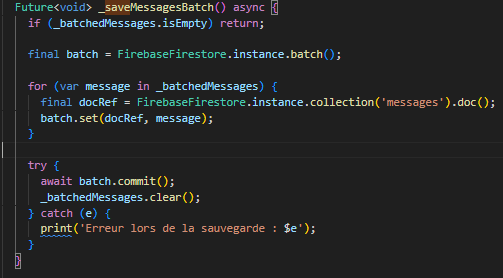 Future<void> _saveMessagesBatch() async {
  if (_batchedMessages.isEmpty) return;

  final batch = FirebaseFirestore.instance.batch();

  for (var message in _batchedMessages) {
    final docRef = FirebaseFirestore.instance.collection('messages').doc();
    batch.set(docRef, message);
  }

  try {
    await batch.commit();
    _batchedMessages.clear();
  } catch (e) {
    print('Erreur lors de la sauvegarde : $e');
  }
}